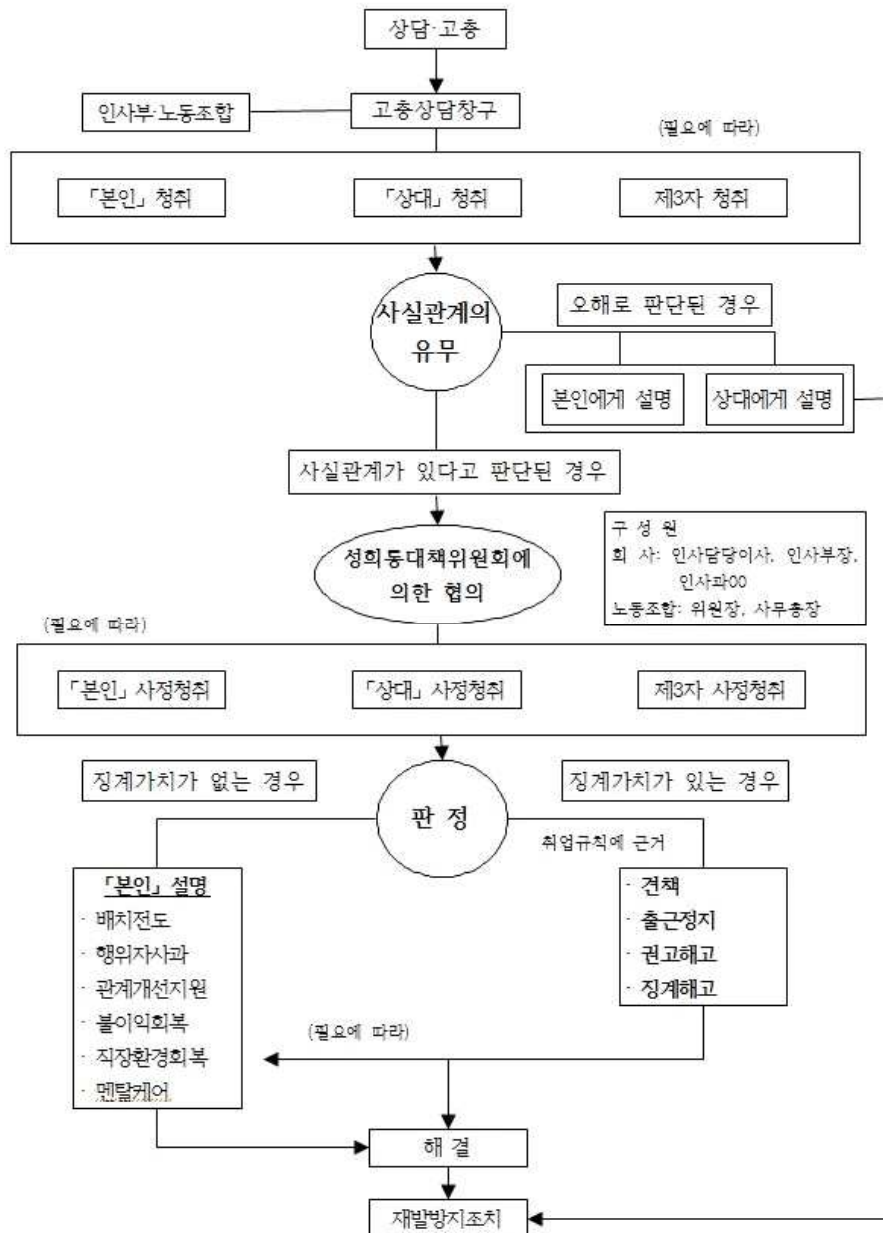 상담·고충
인사부·노동조합
고충상담창구
(필요에 따라)
「본인」 청취
「상대」 청취
제3자 청취
사실관계의
유무
오해로 판단된 경우
본인에게 설명
상대에게 설명
사실관계가 있다고 판단된 경우
성희롱대책위원회에
의한 협의
구 성 원
회 사: 인사담당이사, 인사부장,
인사과00
노동조합: 위원장, 사무총장
(필요에 따라)
「본인」 사정청취
「상대」 사정청취
제3자 사정청취
징계가치가 없는 경우
판 정
징계가치가 있는 경우
취업규칙에 근거
「본인」 설명
· 배치전도
· 행위자사과
· 관계개선지원
· 불이익회복
· 직장환경회복
· 멘탈케어
· 견책
· 출근정지
· 권고해고
· 징계해고
(필요에 따라)
해 결
재발방지조치